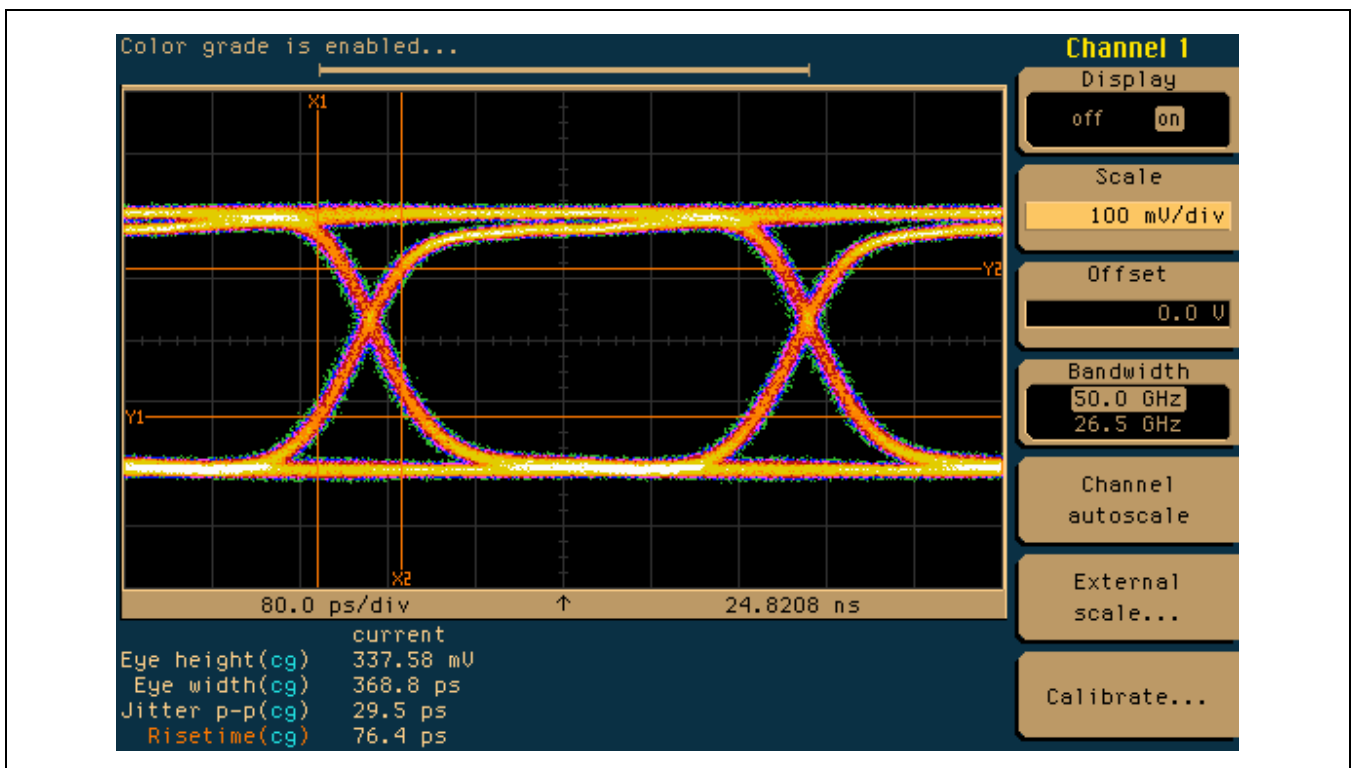 Color grade is enabled...
Channel 1
Display
off on
X1
Scale
100 mV/div
Y2
Offset
0.0 V
Bandwidth
50.0 GHz
26.5 GHz
Y1
Channel
autoscale
X2
External
scale...
80.0 ps/div ↑ 24.8208 ns
current
Eye height(cg) 337.58 mV
Eye width(cg) 368.8 ps
Jitter p-p(cg) 29.5 ps
Risetime(cg) 76.4 ps
Calibrate...